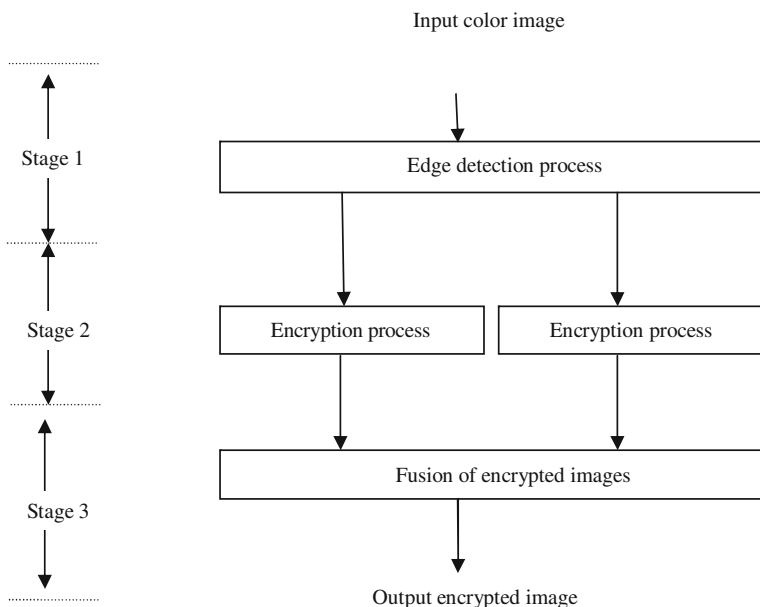 Input color image
Stage 1
Edge detection process
Stage 2
Encryption process
Encryption process
Fusion of encrypted images
Stage 3
Output encrypted image